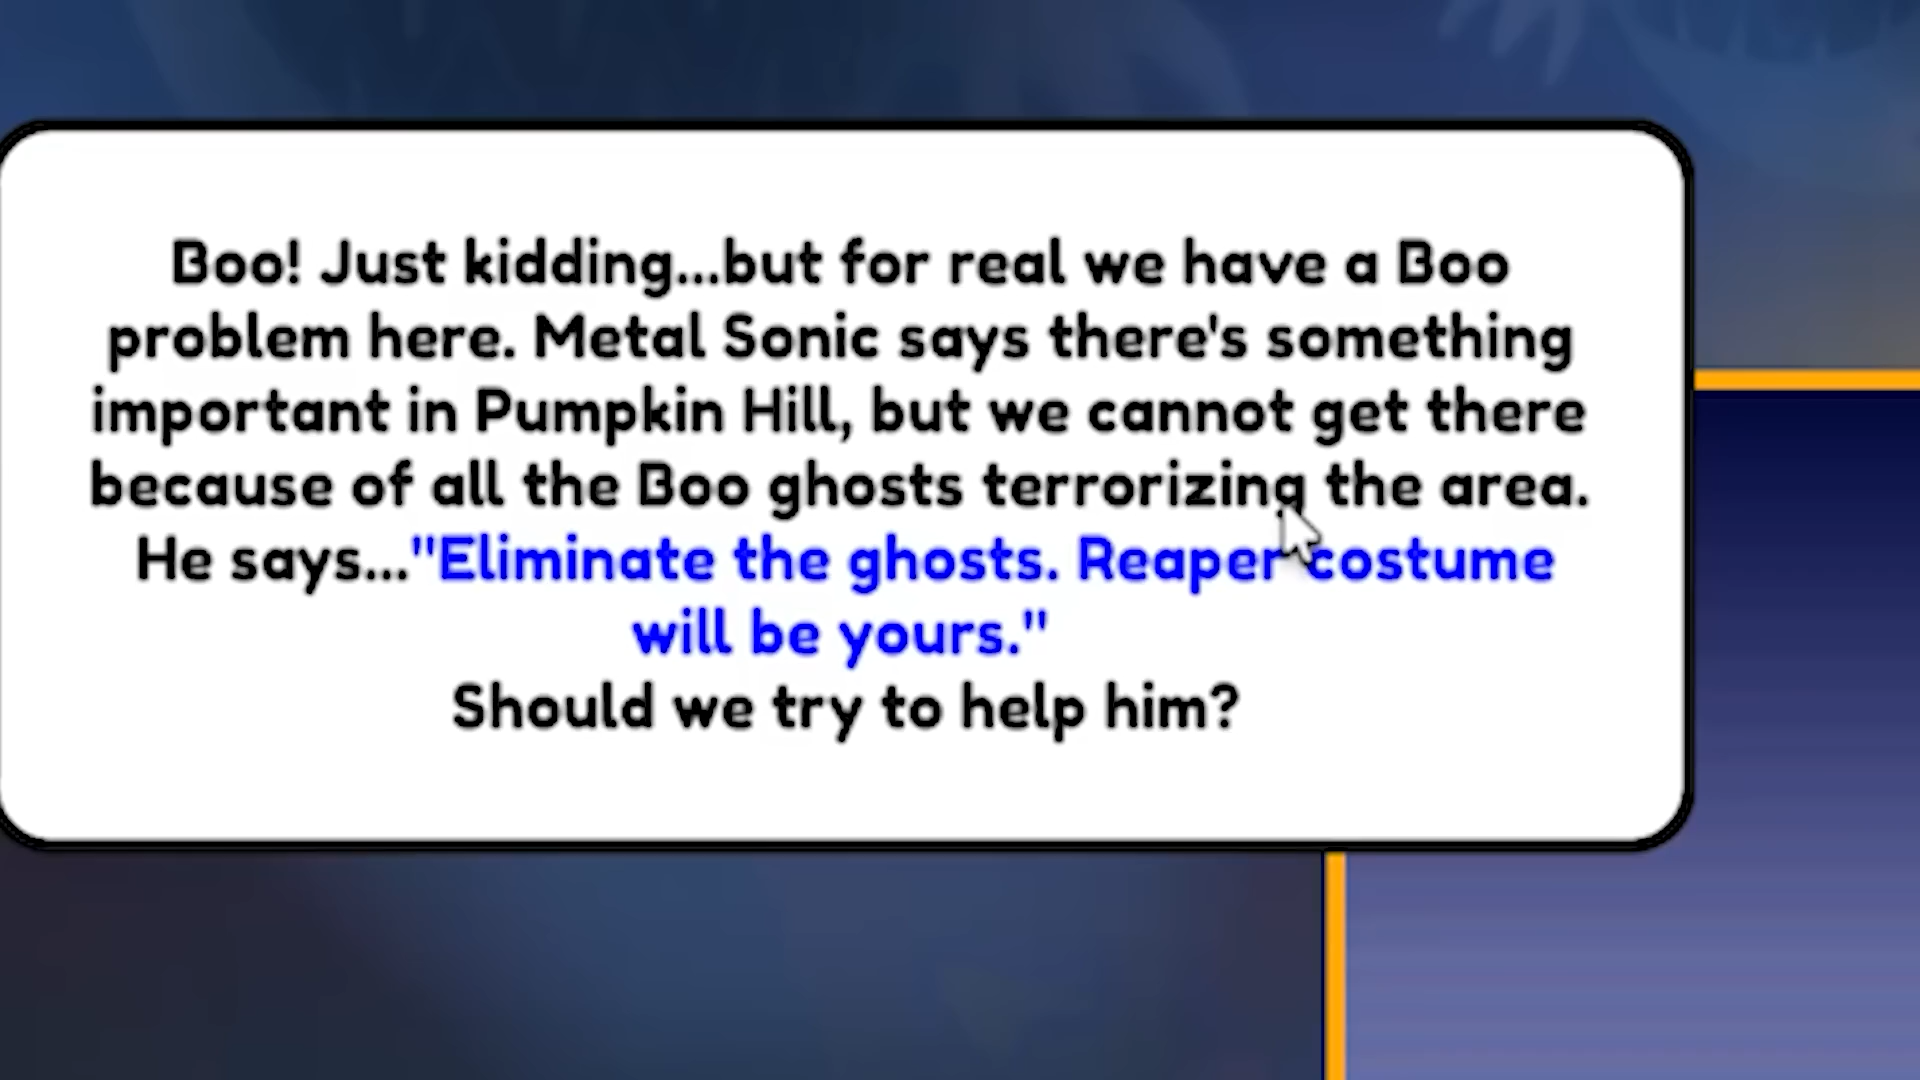 Boo! Just kidding...but for real we have a Boo
problem here. Metal Sonic says there's something
important in Pumpkin Hill, but we cannot get there
because of all the Boo ghosts terrorizing the area.
He says..."Eliminate the ghosts. Reaper costume
will be yours."
Should we try to help him?